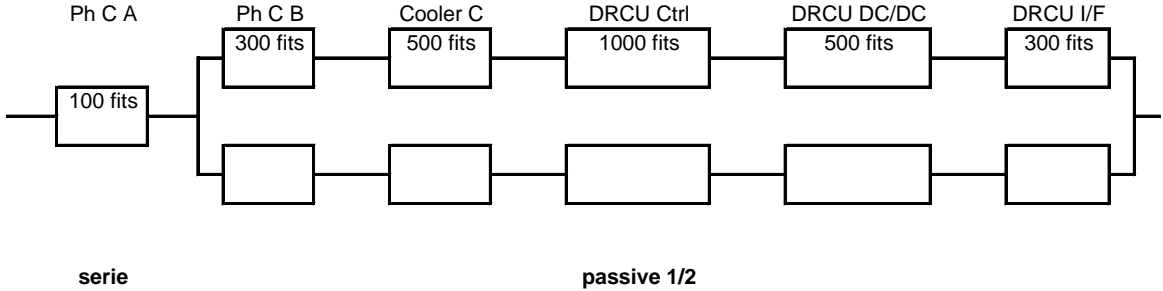 Ph C A Ph C B Cooler C DRCU Ctrl DRCU DC/DC DRCU I/F
300 fits 500 fits 1000 fits 500 fits 300 fits
100 fits
serie passive 1/2